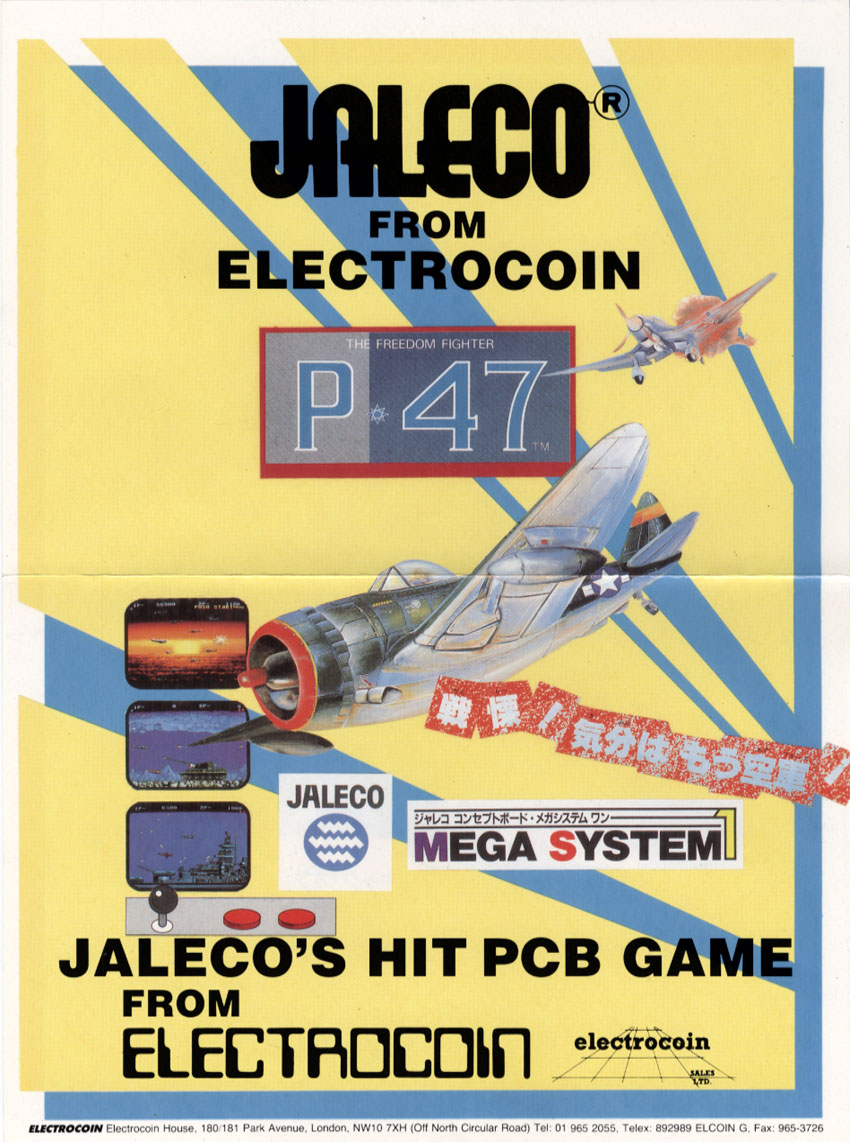 JALECO®
FROM
ELECTROCOIN
THE FREEDOM FIGHTER
P·47 TM
戦慄！気分はもう空軍！
JALECO
ジャレコ コンセプトボード・メガシステム ワン
MEGA SYSTEM 1
JALECO'S HIT PCB GAME
FROM
ELECTROCOIN
electrocoin
SALES
LTD.
ELECTROCOIN Electrocoin House, 180/181 Park Avenue, London, NW10 7XH (Off North Circular Road) Tel: 01 965 2055, Telex: 892989 ELCOIN G, Fax: 965-3726